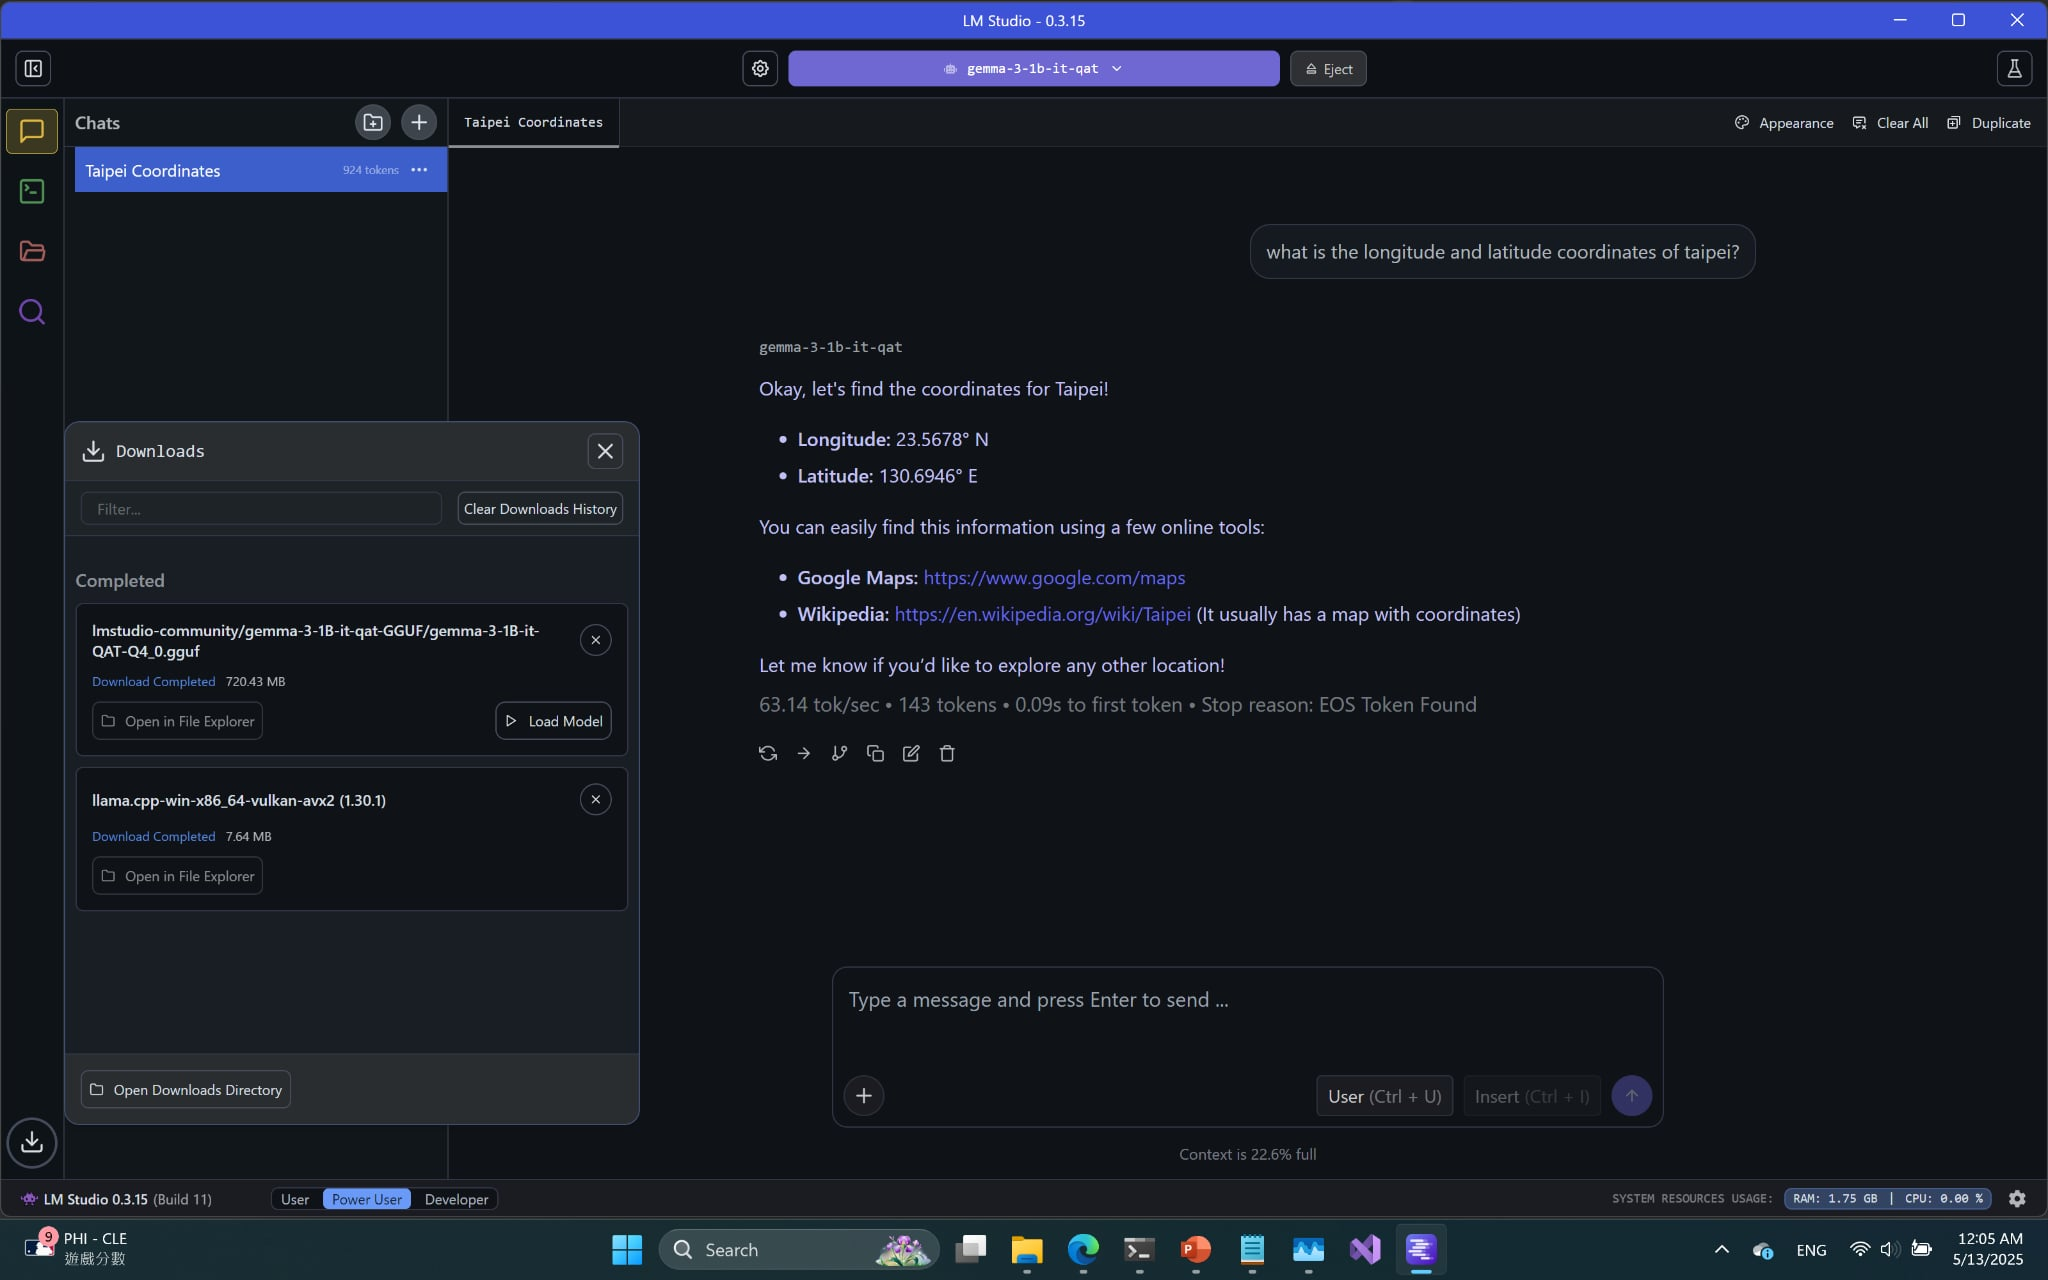 LM Studio - 0.3.15
gemma-3-1b-it-qat
Eject
Chats
Taipei Coordinates
Appearance
Clear All
Duplicate
Taipei Coordinates
924 tokens
what is the longitude and latitude coordinates of taipei?
gemma-3-1b-it-qat
Okay, let's find the coordinates for Taipei!
• Longitude: 23.5678° N
• Latitude: 130.6946° E
You can easily find this information using a few online tools:
• Google Maps: https://www.google.com/maps
• Wikipedia: https://en.wikipedia.org/wiki/Taipei (It usually has a map with coordinates)
Let me know if you’d like to explore any other location!
63.14 tok/sec • 143 tokens • 0.09s to first token • Stop reason: EOS Token Found
Downloads
Filter...
Clear Downloads History
Completed
lmstudio-community/gemma-3-1B-it-qat-GGUF/gemma-3-1B-it-
QAT-Q4_0.gguf
Download Completed 720.43 MB
Open in File Explorer
Load Model
llama.cpp-win-x86_64-vulkan-avx2 (1.30.1)
Download Completed 7.64 MB
Open in File Explorer
Open Downloads Directory
Type a message and press Enter to send ...
User (Ctrl + U)
Insert (Ctrl + I)
Context is 22.6% full
LM Studio 0.3.15 (Build 11)
User
Power User
Developer
SYSTEM RESOURCES USAGE:
RAM: 1.75 GB | CPU: 0.00 %
9
PHI - CLE
遊戲分數
Search
P
ENG
12:05 AM
5/13/2025